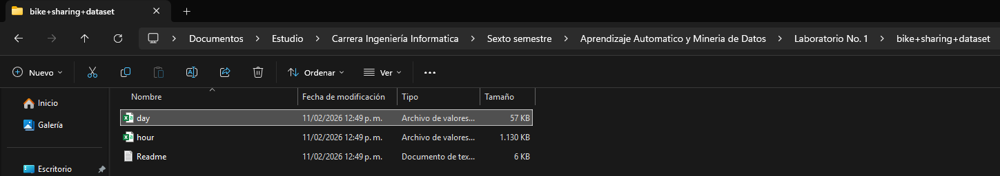 bike+sharing+dataset
Documentos Estudio Carrera Ingeniería Informatica Sexto semestre Aprendizaje Automatico y Mineria de Datos Laboratorio No. 1 bike+sharing+dataset
Nuevo Ordenar Ver
Nombre Fecha de modificación Tipo Tamaño
Inicio
day 11/02/2026 12:49 p. m. Archivo de valores... 57 KB
Galería
hour 11/02/2026 12:49 p. m. Archivo de valores... 1.130 KB
Readme 11/02/2026 12:49 p. m. Documento de tex... 6 KB
Escritorio